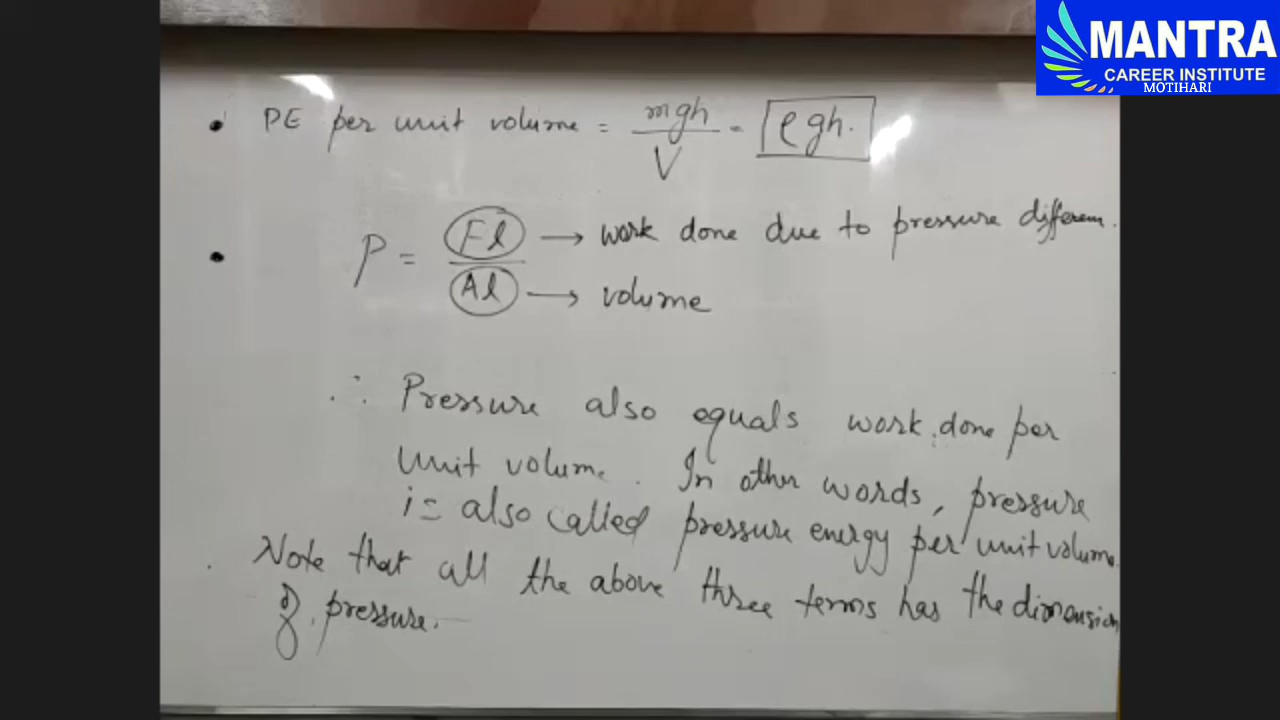 MANTRA
CAREER INSTITUTE
MOTIHARI
• PE per unit volume = mgh / V = ρgh.
• P = Fl / Al → work done due to pressure differen.
→ volume
∴ Pressure also equals work done per
unit volume. In other words, pressure
is also called pressure energy per unit volume.
Note that all the above three terms has the dimension
of pressure.